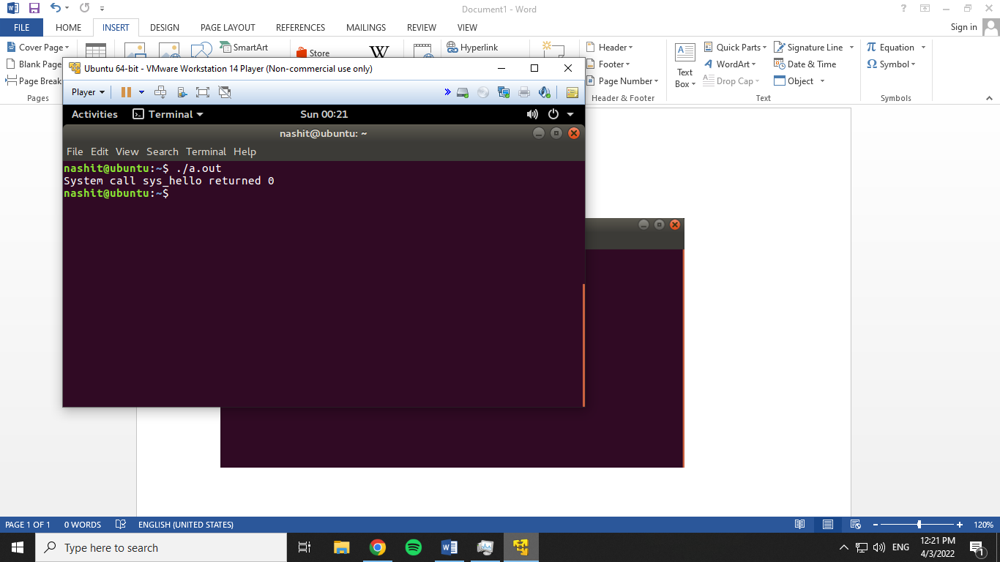 Document1 - Word
FILE HOME INSERT DESIGN PAGE LAYOUT REFERENCES MAILINGS REVIEW VIEW Sign in
Cover Page
Blank Page
Page Break
Pages
SmartArt
Store
W
Hyperlink
Header
Footer
Page Number
Header & Footer
Text
Box
Quick Parts
WordArt
Drop Cap
Signature Line
Date & Time
Object
Text
Equation
Symbol
Symbols
Ubuntu 64-bit - VMware Workstation 14 Player (Non-commercial use only)
Player
Activities Terminal Sun 00:21
nashit@ubuntu: ~
File Edit View Search Terminal Help
nashit@ubuntu:~$ ./a.out
System call sys_hello returned 0
nashit@ubuntu:~$
PAGE 1 OF 1 0 WORDS ENGLISH (UNITED STATES) 120%
Type here to search
ENG
12:21 PM
4/3/2022
1